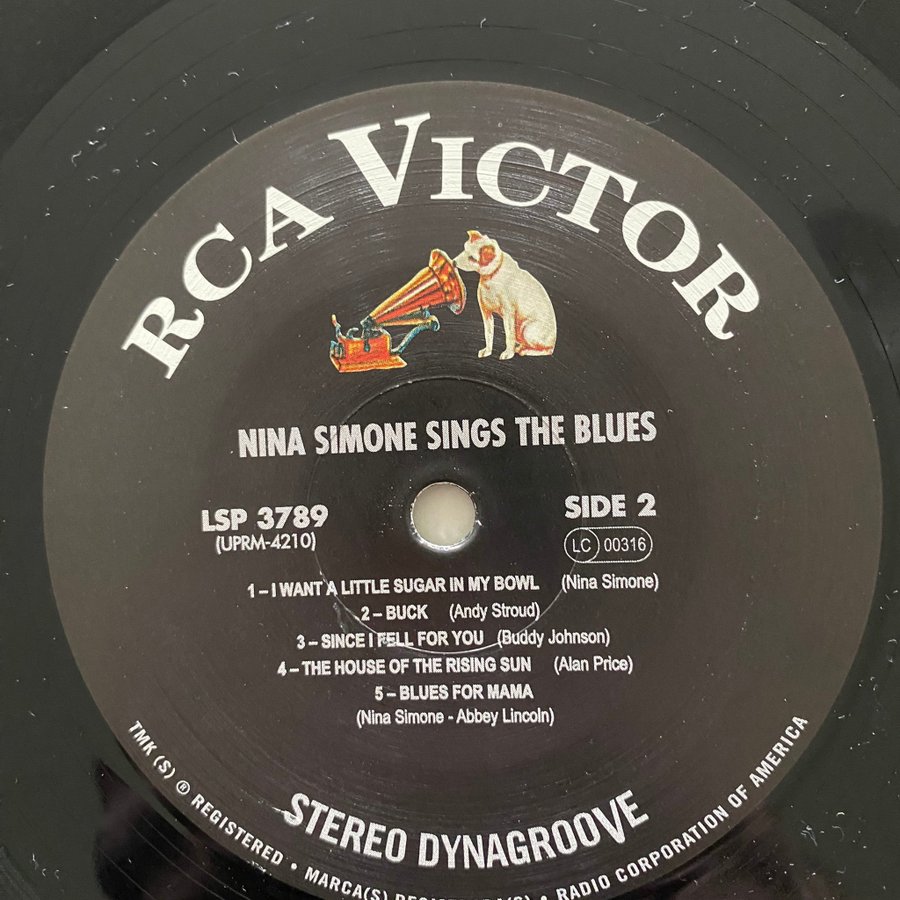 RCA VICTOR
NINA SIMONE SINGS THE BLUES
LSP 3789
(UPRM-4210)
SIDE 2
LC 00316
1 – I WANT A LITTLE SUGAR IN MY BOWL (Nina Simone)
2 – BUCK (Andy Stroud)
3 – SINCE I FELL FOR YOU (Buddy Johnson)
4 – THE HOUSE OF THE RISING SUN (Alan Price)
5 – BLUES FOR MAMA
(Nina Simone - Abbey Lincoln)
STEREO DYNAGROOVE
TMK (S) ® REGISTERED • MARCA(S) • RADIO CORPORATION OF AMERICA